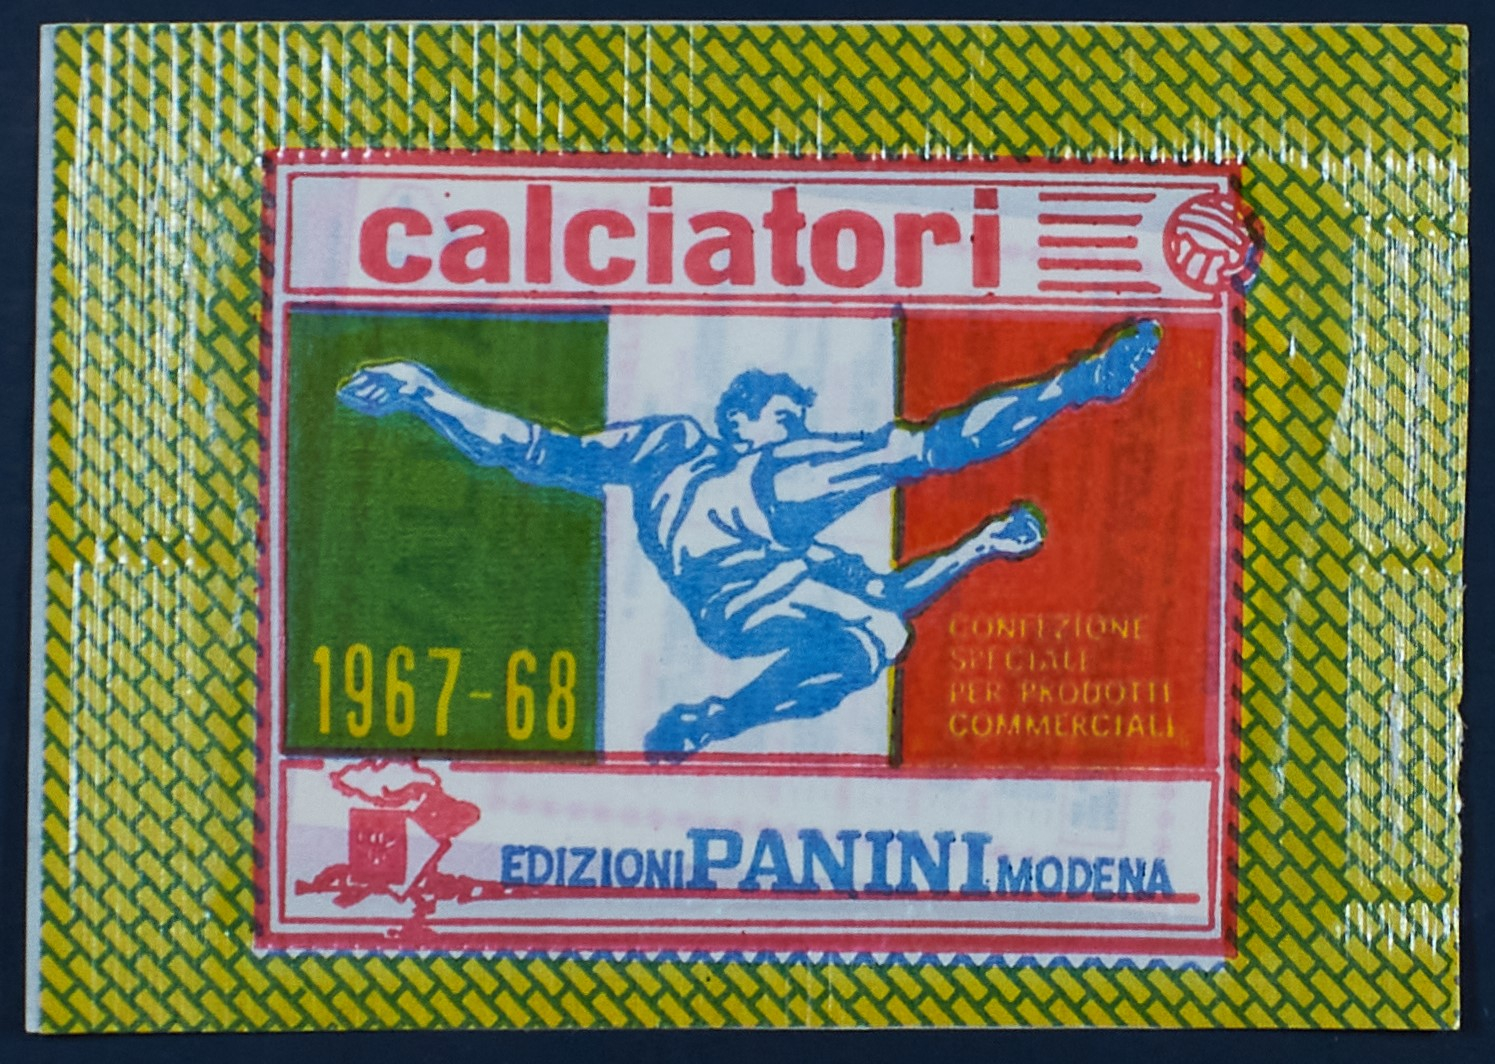 calciatori
1967-68
CONFEZIONE
SPECIALE
PER PRODOTTI
COMMERCIALI
EDIZIONI PANINI MODENA